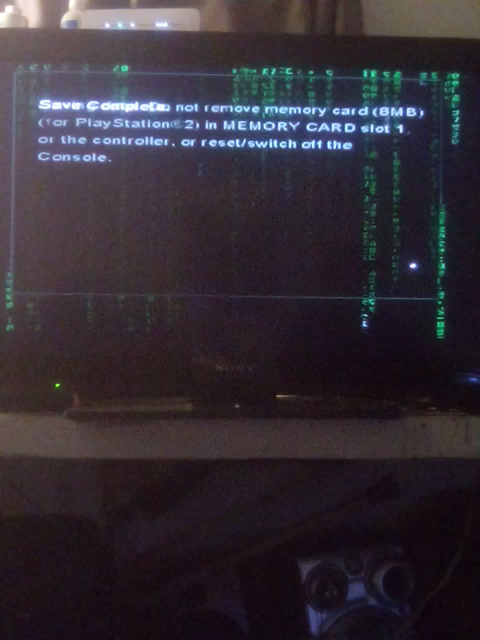 Save Complete. not remove memory card (8MB)
(for PlayStation®2) in MEMORY CARD slot 1,
or the controller, or reset/switch off the
Console.
SONY